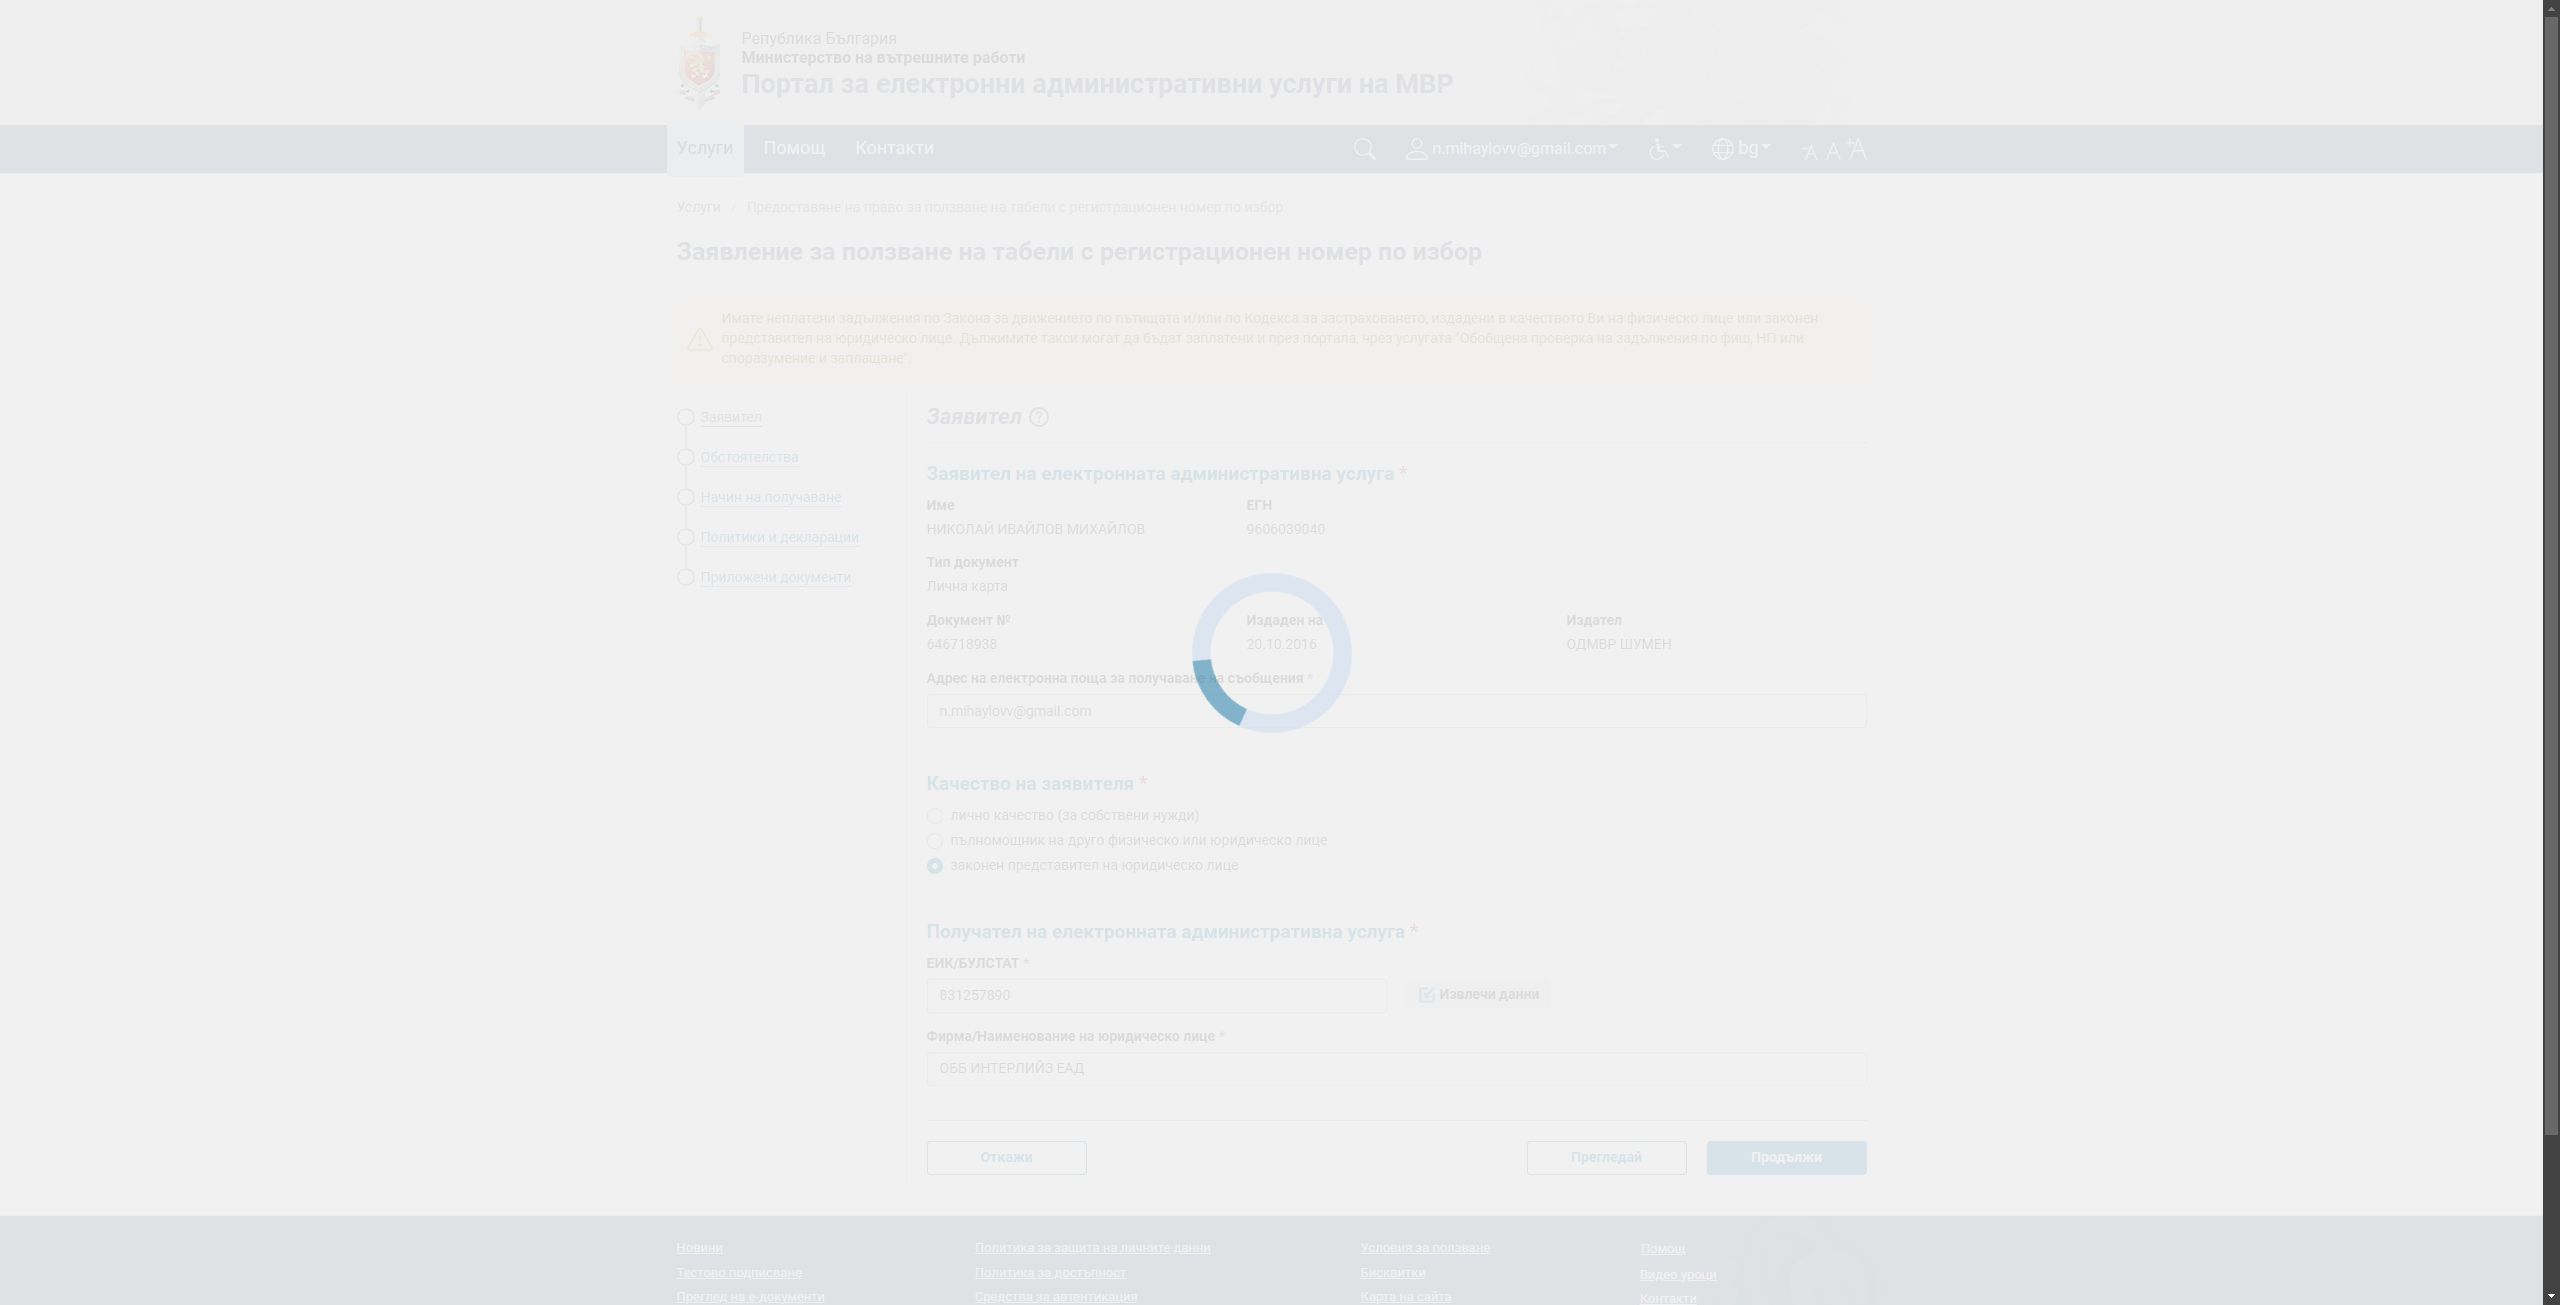 Република България
Министерство на вътрешните работи
Портал за електронни административни услуги на МВР
Услуги Помощ Контакти n.mihaylovv@gmail.com bg -A A +A
Услуги / Предоставяне на право за ползване на табели с регистрационен номер по избор
Заявление за ползване на табели с регистрационен номер по избор
Имате неплатени задължения по Закона за движението по пътищата и/или по Кодекса за застраховането, издадени в качеството Ви на физическо лице или законен
представител на юридическо лице. Дължимите такси могат да бъдат заплатени и през портала, чрез услугата "Обобщена проверка на задължения по фиш, НП или
споразумение и заплащане".
Заявител
Обстоятелства
Начин на получаване
Политики и декларации
Приложени документи
Заявител ?
Заявител на електронната административна услуга *
Име ЕГН
НИКОЛАЙ ИВАЙЛОВ МИХАЙЛОВ 9606039040
Тип документ
Лична карта
Документ № Издаден на Издател
646718938 20.10.2016 ОДМВР ШУМЕН
Адрес на електронна поща за получаване на съобщения *
n.mihaylovv@gmail.com
Качество на заявителя *
лично качество (за собствени нужди)
пълномощник на друго физическо или юридическо лице
законен представител на юридическо лице
Получател на електронната административна услуга *
ЕИК/БУЛСТАТ *
831257890 Извлечи данни
Фирма/Наименование на юридическо лице *
ОББ ИНТЕРЛИЙЗ ЕАД
Откажи Прегледай Продължи
Новини Политика за защита на личните данни Условия за ползване Помощ
Тестово подписване Политика за достъпност Бисквитки Видео уроци
Преглед на е-документи Средства за автентикация Карта на сайта Контакти